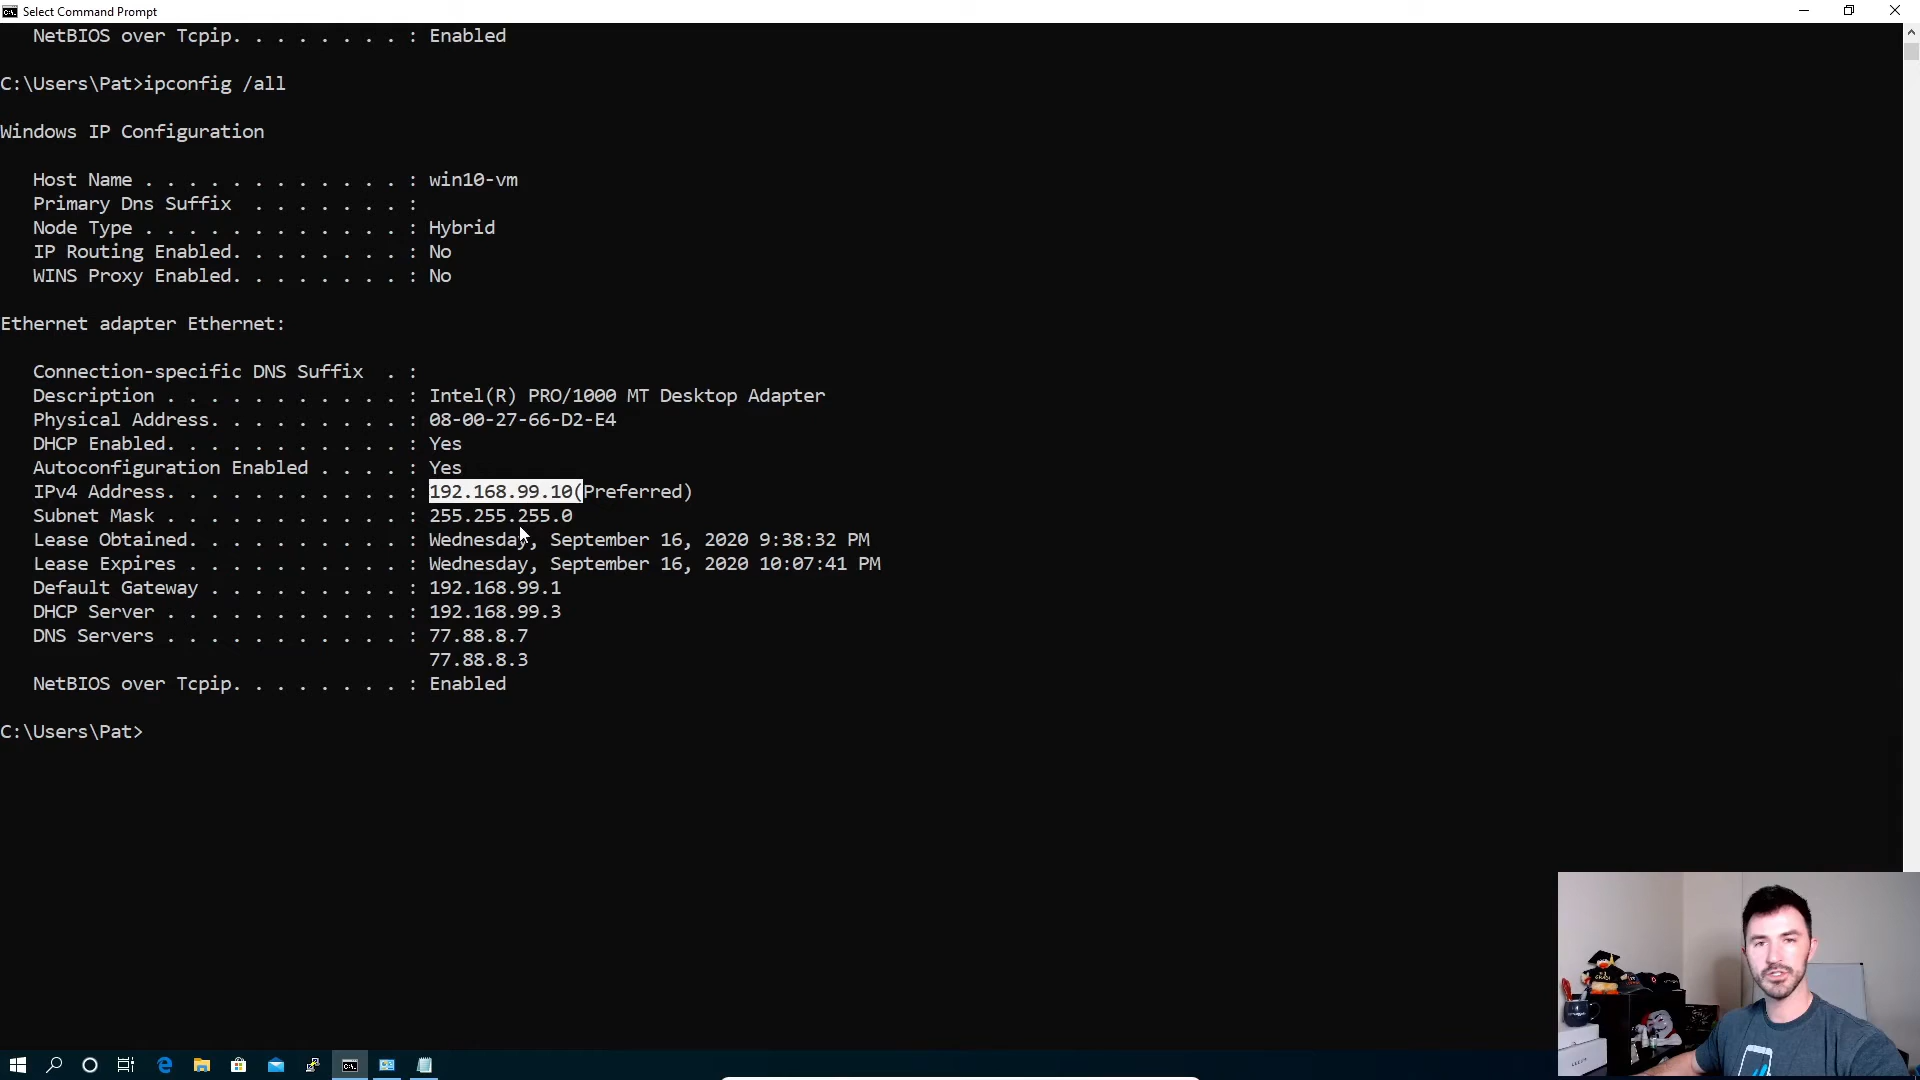 Select Command Prompt
NetBIOS over Tcpip. . . . . . . . : Enabled
C:\Users\Pat>ipconfig /all
Windows IP Configuration
Host Name . . . . . . . . . . . . : win10-vm
Primary Dns Suffix  . . . . . . . :
Node Type . . . . . . . . . . . . : Hybrid
IP Routing Enabled. . . . . . . . : No
WINS Proxy Enabled. . . . . . . . : No
Ethernet adapter Ethernet:
Connection-specific DNS Suffix  . :
Description . . . . . . . . . . . : Intel(R) PRO/1000 MT Desktop Adapter
Physical Address. . . . . . . . . : 08-00-27-66-D2-E4
DHCP Enabled. . . . . . . . . . . : Yes
Autoconfiguration Enabled . . . . : Yes
IPv4 Address. . . . . . . . . . . : 192.168.99.10(Preferred)
Subnet Mask . . . . . . . . . . . : 255.255.255.0
Lease Obtained. . . . . . . . . . : Wednesday, September 16, 2020 9:38:32 PM
Lease Expires . . . . . . . . . . : Wednesday, September 16, 2020 10:07:41 PM
Default Gateway . . . . . . . . . : 192.168.99.1
DHCP Server . . . . . . . . . . . : 192.168.99.3
DNS Servers . . . . . . . . . . . : 77.88.8.7
77.88.8.3
NetBIOS over Tcpip. . . . . . . . : Enabled
C:\Users\Pat>